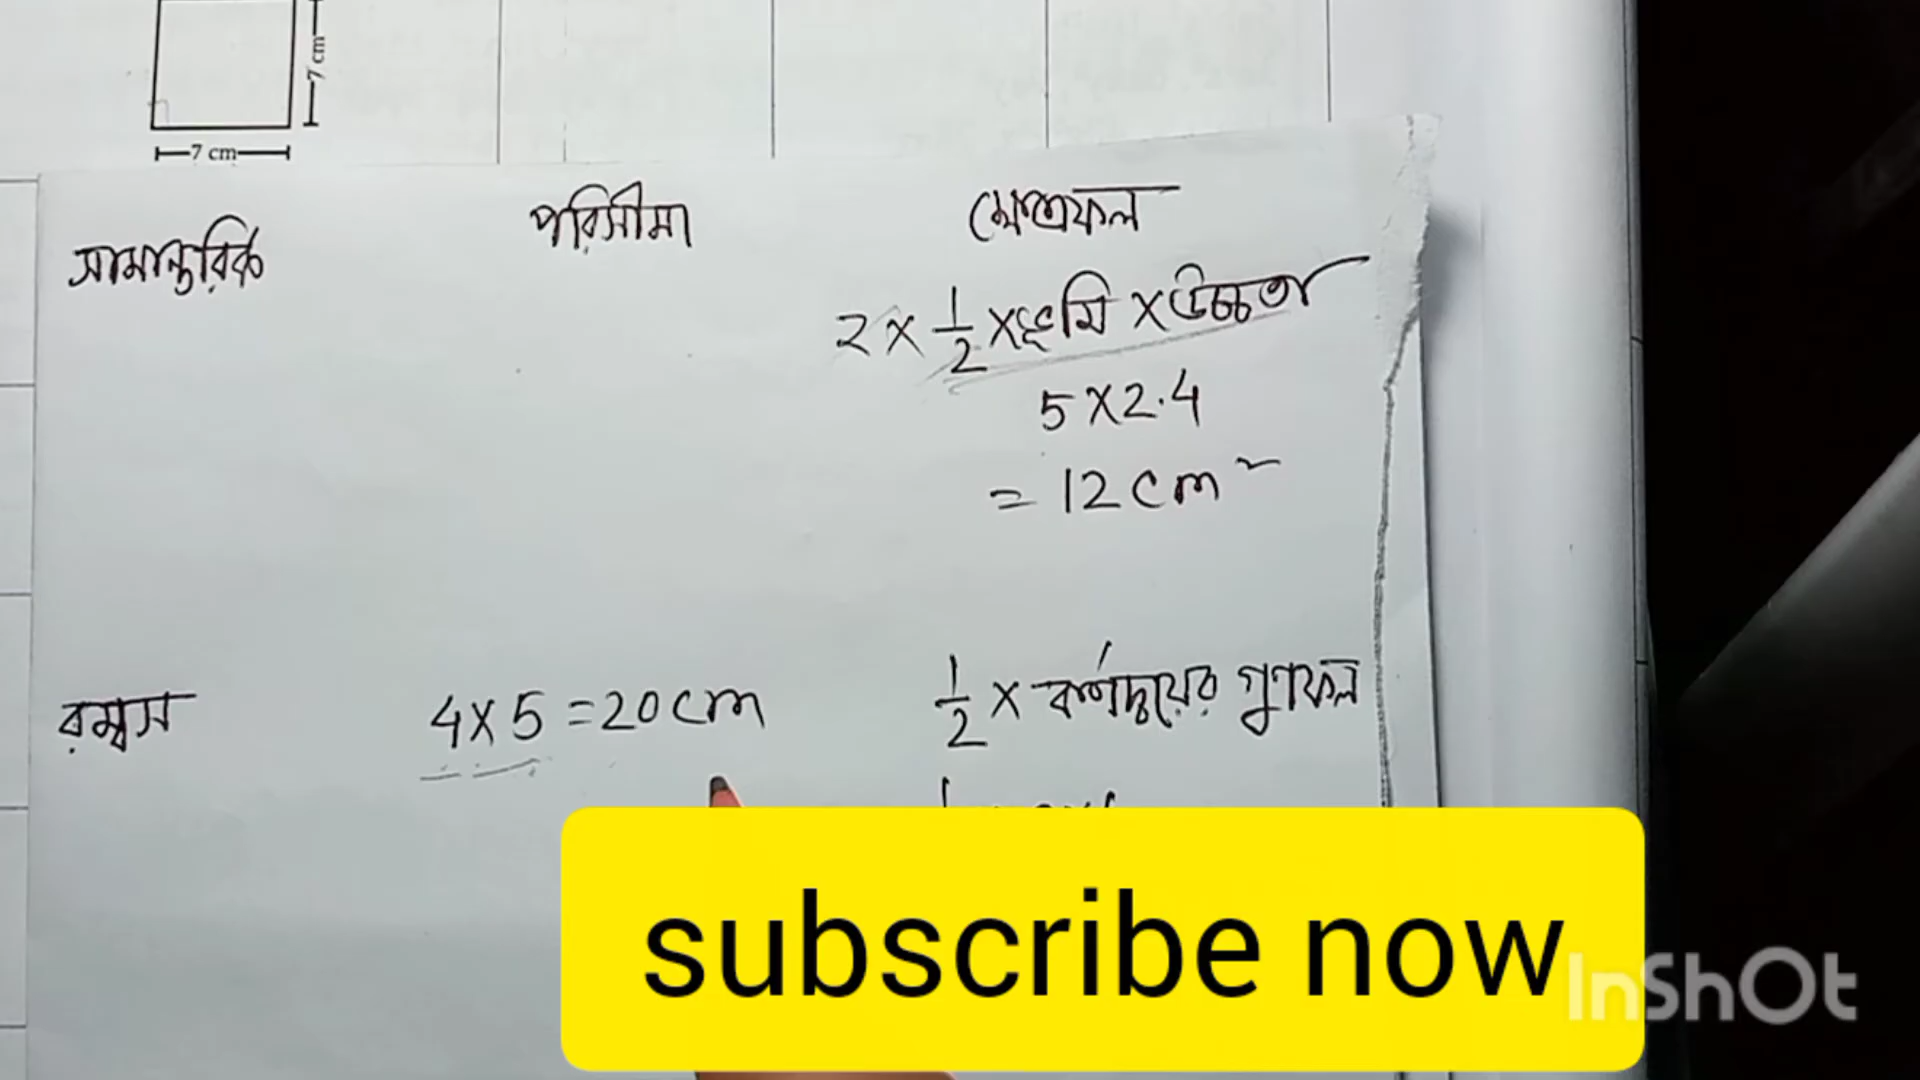 7 cm
7 cm
সামান্তরিক
পরিসীমা
ক্ষেত্রফল
2 × 1/2 × ভূমি × উচ্চতা
5 × 2.4
= 12 cm²
রম্বস
4 × 5 = 20 cm
1/2 × কর্ণদ্বয়ের গুণফল
subscribe now
InShOt